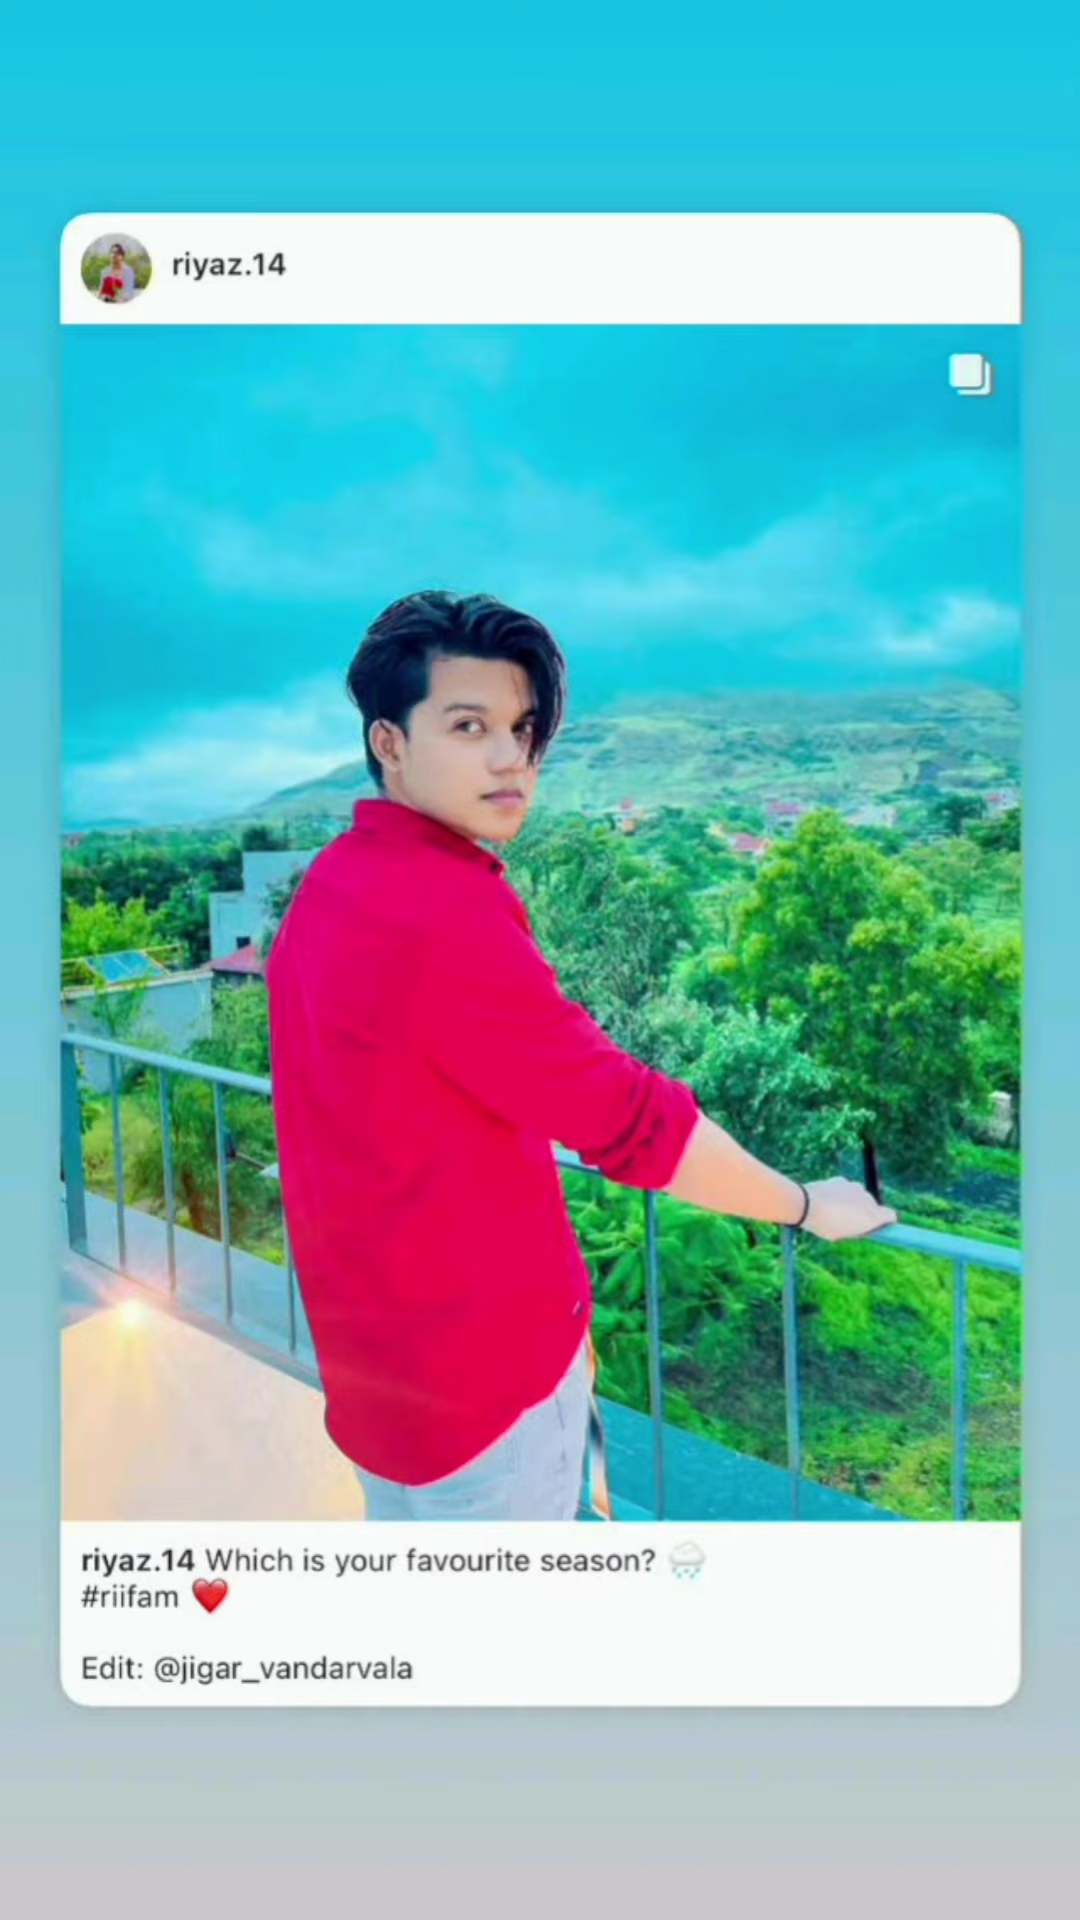 riyaz.14
riyaz.14 Which is your favourite season? 🌧️
#riifam ❤️
Edit: @jigar_vandarvala